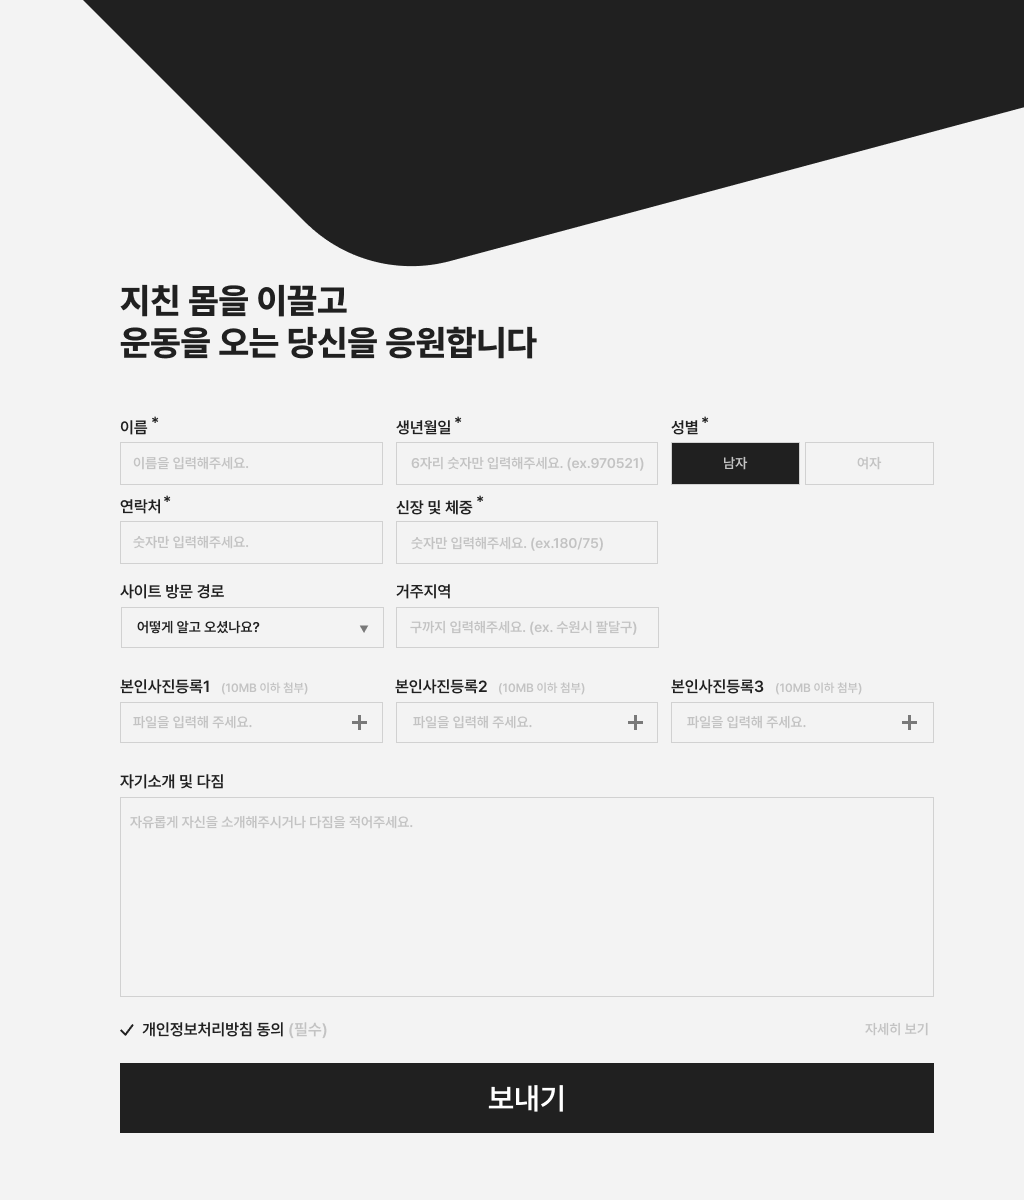 지친 몸을 이끌고
운동을 오는 당신을 응원합니다
이름 * 생년월일 * 성별 *
이름을 입력해주세요. 6자리 숫자만 입력해주세요. (ex.970521) 남자 여자
연락처 * 신장 및 체중 *
숫자만 입력해주세요. 숫자만 입력해주세요. (ex.180/75)
사이트 방문 경로 거주지역
어떻게 알고 오셨나요? ▼ 구까지 입력해주세요. (ex. 수원시 팔달구)
본인사진등록1 (10MB 이하 첨부) 본인사진등록2 (10MB 이하 첨부) 본인사진등록3 (10MB 이하 첨부)
파일을 입력해 주세요. + 파일을 입력해 주세요. + 파일을 입력해 주세요. +
자기소개 및 다짐
자유롭게 자신을 소개해주시거나 다짐을 적어주세요.
개인정보처리방침 동의 (필수) 자세히 보기
보내기